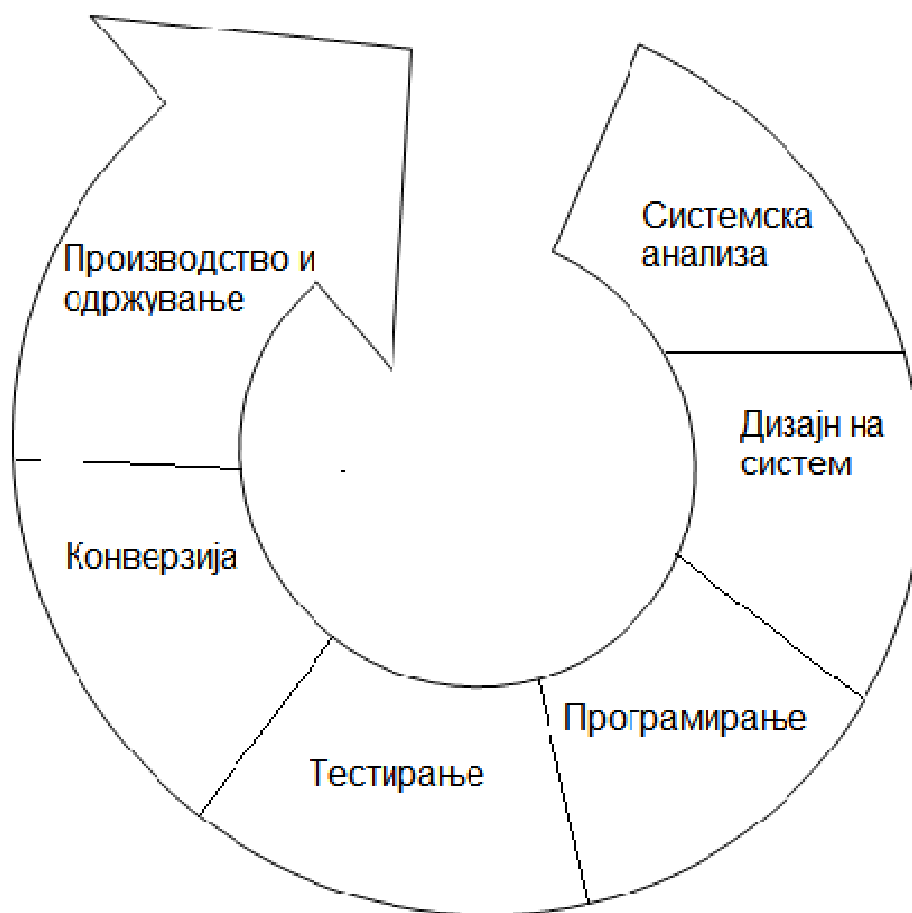 Системска
анализа
Дизајн на
систем
Програмирање
Тестирање
Конверзија
Производство и
одржување